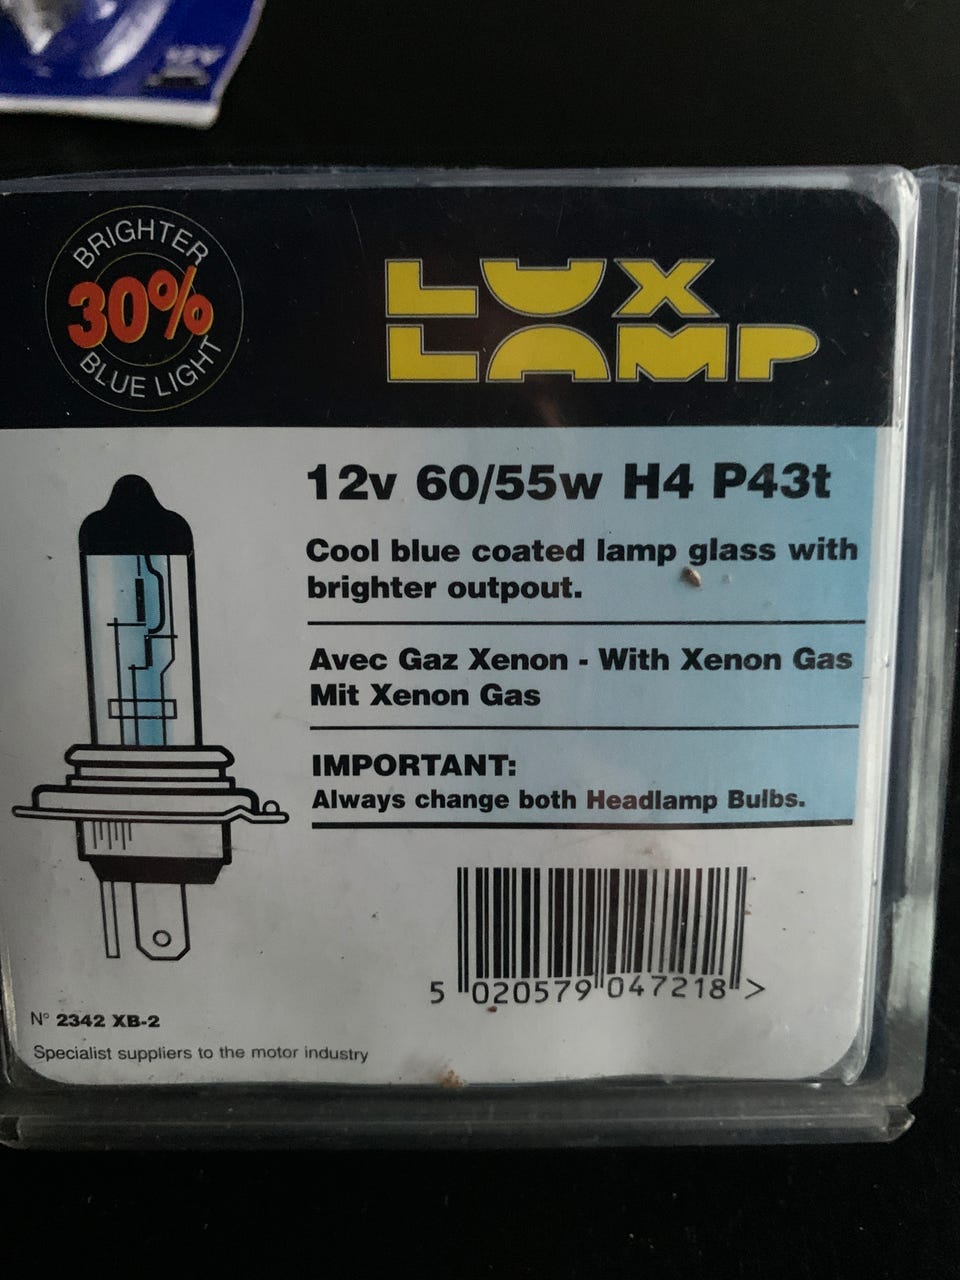 12V
BRIGHTER
30%
BLUE LIGHT
LUX
LAMP
12v 60/55w H4 P43t
Cool blue coated lamp glass with
brighter outpout.
Avec Gaz Xenon - With Xenon Gas
Mit Xenon Gas
IMPORTANT:
Always change both Headlamp Bulbs.
5 020579 047218 >
N° 2342 XB-2
Specialist suppliers to the motor industry